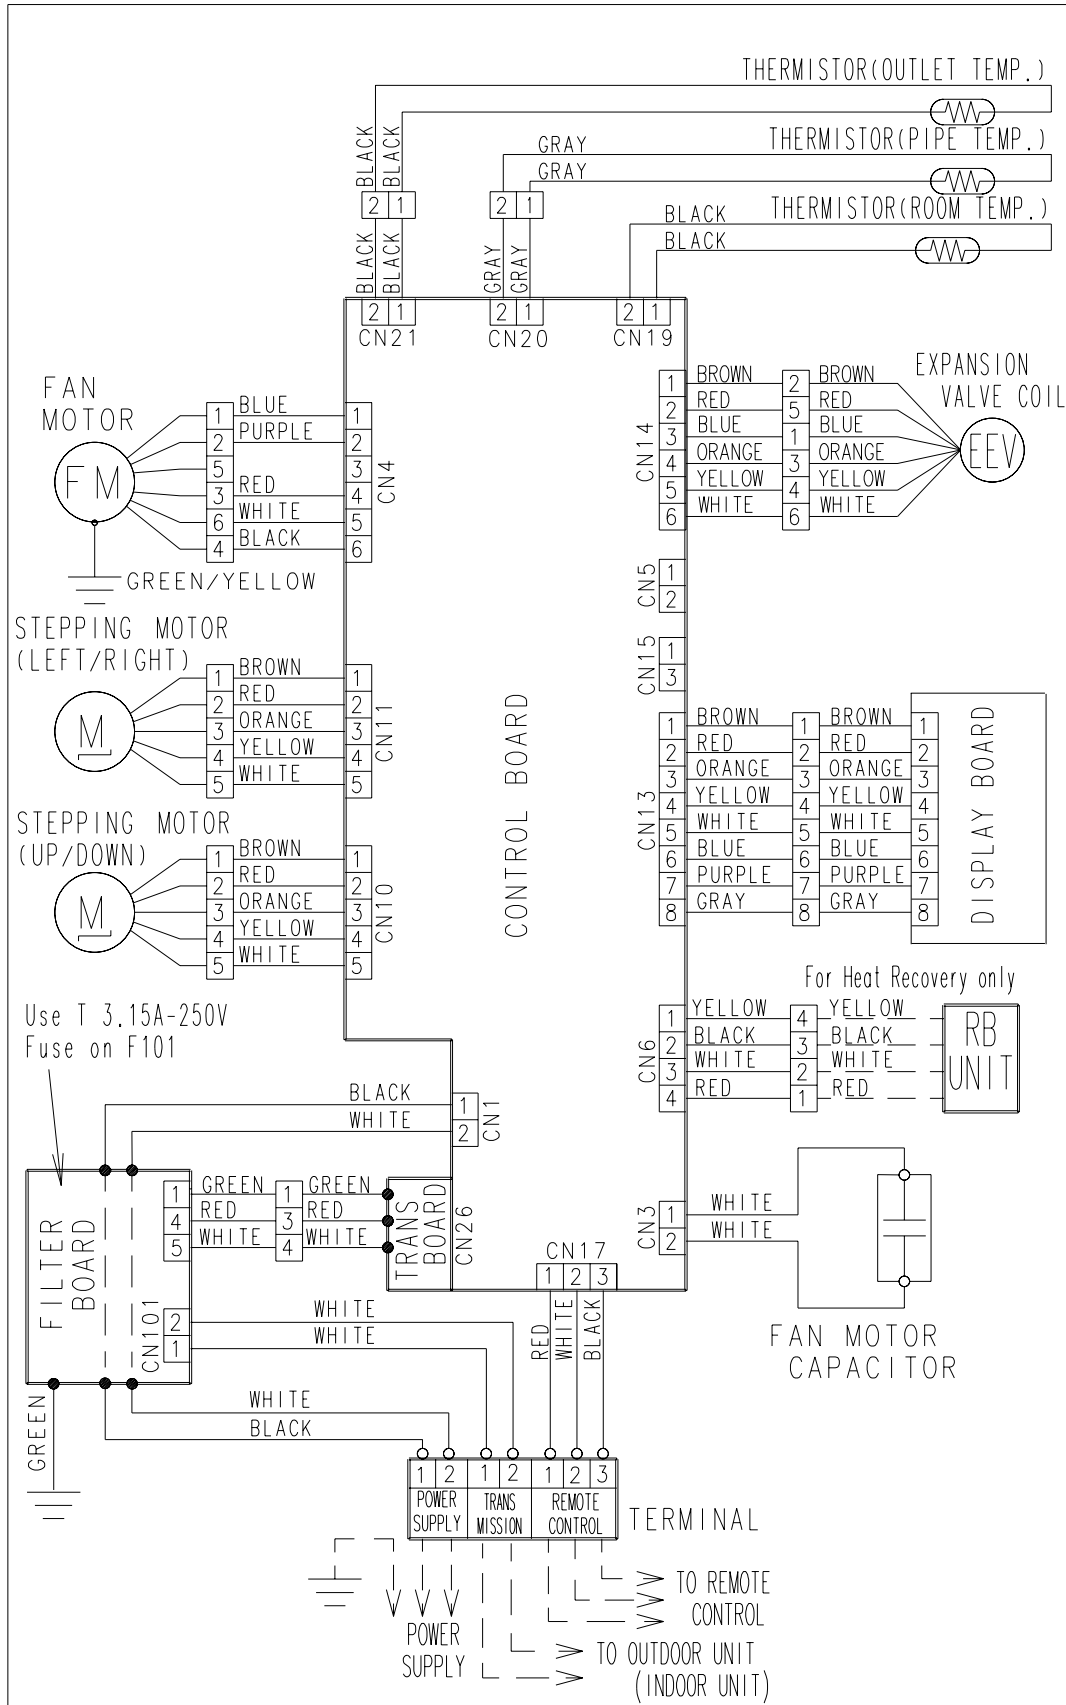 THERMISTOR(OUTLET TEMP.)
BLACK
BLACK
2 1
BLACK
BLACK
2 1
CN21
THERMISTOR(PIPE TEMP.)
GRAY
GRAY
2 1
GRAY
GRAY
2 1
CN20
THERMISTOR(ROOM TEMP.)
BLACK
BLACK
2 1
CN19
FAN
MOTOR
FM
1 BLUE 1
2 PURPLE 2
5 3
3 RED 4
6 WHITE 5
4 BLACK 6
CN4
GREEN/YELLOW
EXPANSION
VALVE COIL
EEV
CN14
1 BROWN 2 BROWN
2 RED 5 RED
3 BLUE 1 BLUE
4 ORANGE 3 ORANGE
5 YELLOW 4 YELLOW
6 WHITE 6 WHITE
CN5
1
2
CN15
1
3
STEPPING MOTOR
(LEFT/RIGHT)
M
1 BROWN 1
2 RED 2
3 ORANGE 3
4 YELLOW 4
5 WHITE 5
CN11
CONTROL BOARD
CN13
1 BROWN 1 BROWN 1
2 RED 2 RED 2
3 ORANGE 3 ORANGE 3
4 YELLOW 4 YELLOW 4
5 WHITE 5 WHITE 5
6 BLUE 6 BLUE 6
7 PURPLE 7 PURPLE 7
8 GRAY 8 GRAY 8
DISPLAY BOARD
STEPPING MOTOR
(UP/DOWN)
M
1 BROWN 1
2 RED 2
3 ORANGE 3
4 YELLOW 4
5 WHITE 5
CN10
For Heat Recovery only
CN6
1 YELLOW 4 YELLOW
2 BLACK 3 BLACK
3 WHITE 2 WHITE
4 RED 1 RED
RB
UNIT
Use T 3.15A-250V
Fuse on F101
BLACK 1
WHITE 2
CN1
FILTER
BOARD
1 GREEN 1 GREEN
4 RED 3 RED
5 WHITE 4 WHITE
TRANS
BOARD
CN26
CN3
1 WHITE
2 WHITE
FAN MOTOR
CAPACITOR
CN17
1 2 3
RED
WHITE
BLACK
CN101
2 WHITE
1 WHITE
GREEN
WHITE
BLACK
1 2 1 2 1 2 3
POWER
SUPPLY
TRANS
MISSION
REMOTE
CONTROL
TERMINAL
TO REMOTE
CONTROL
POWER
SUPPLY
TO OUTDOOR UNIT
(INDOOR UNIT)